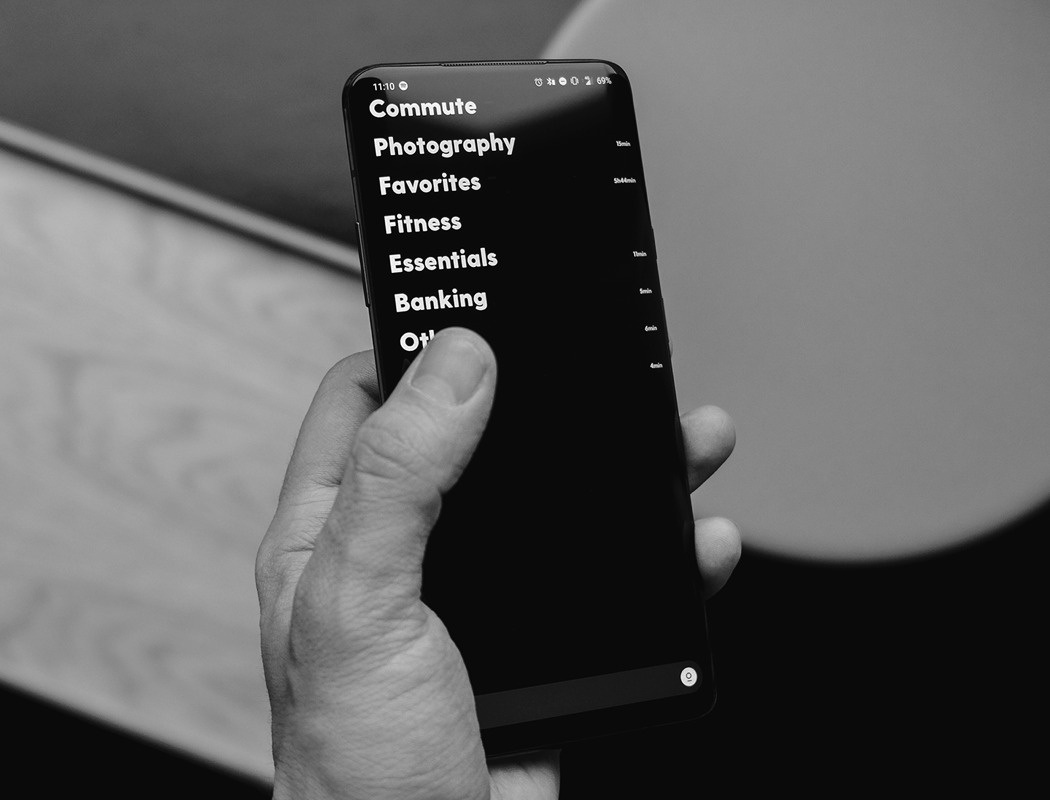 11:10 69%
Commute
Photography 15min
Favorites 5h44min
Fitness
Essentials 11min
Banking 5min
6min
4min